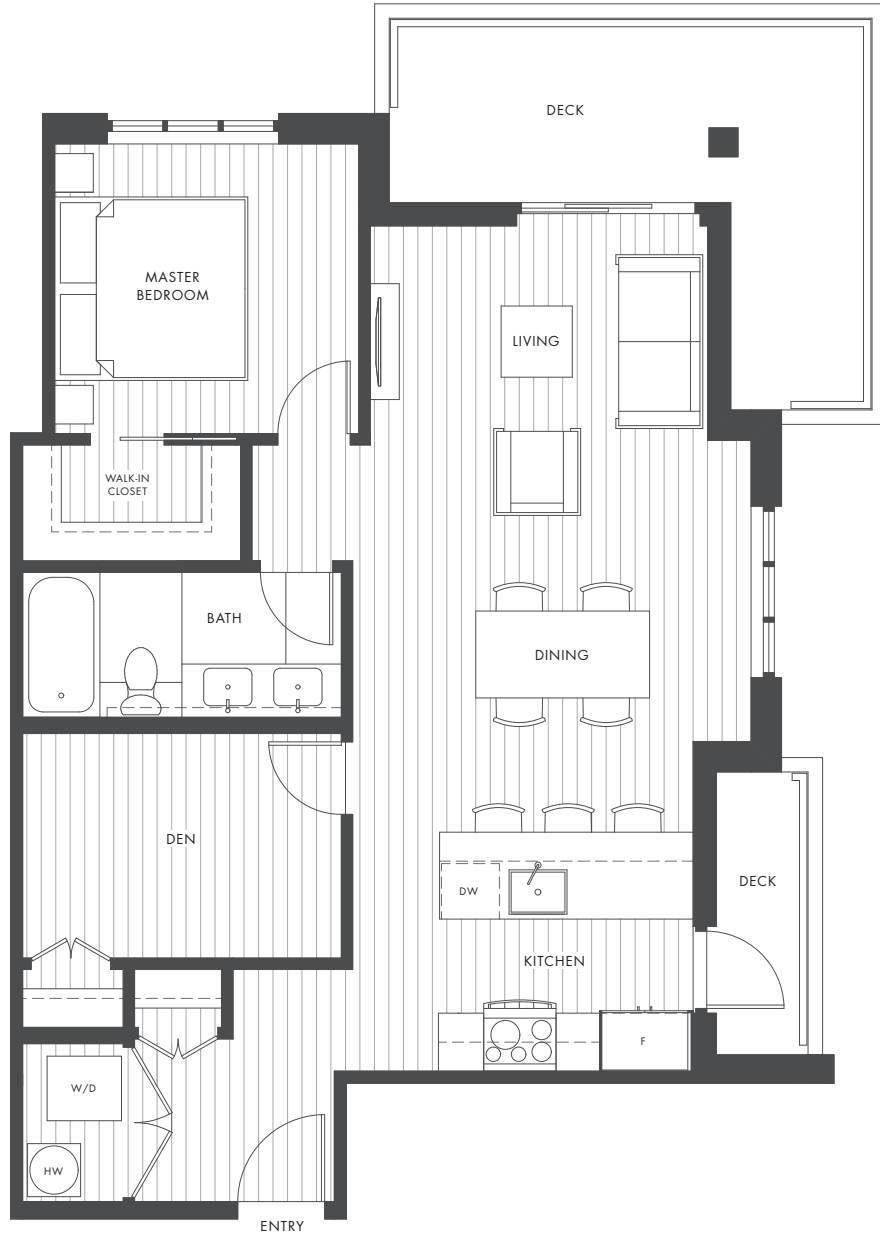 DECK
MASTER
BEDROOM
LIVING
WALK-IN
CLOSET
BATH
DINING
DEN
DW
DECK
KITCHEN
F
W/D
HW
ENTRY